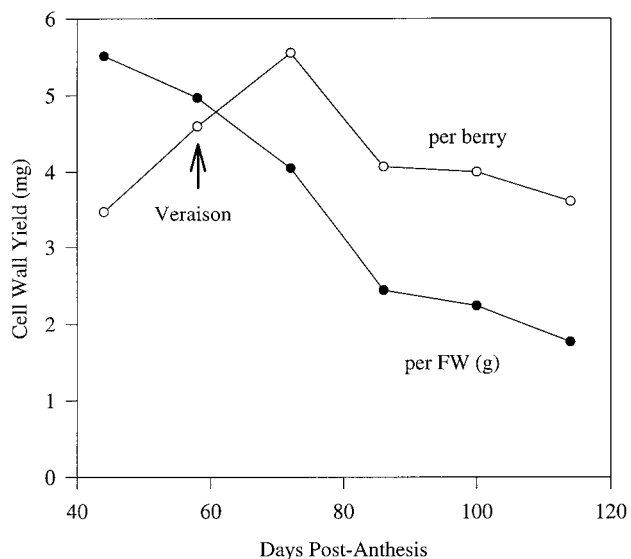 6
5
4
3
2
1
0
Cell Wall Yield (mg)
per berry
Veraison
per FW (g)
40 60 80 100 120
Days Post-Anthesis